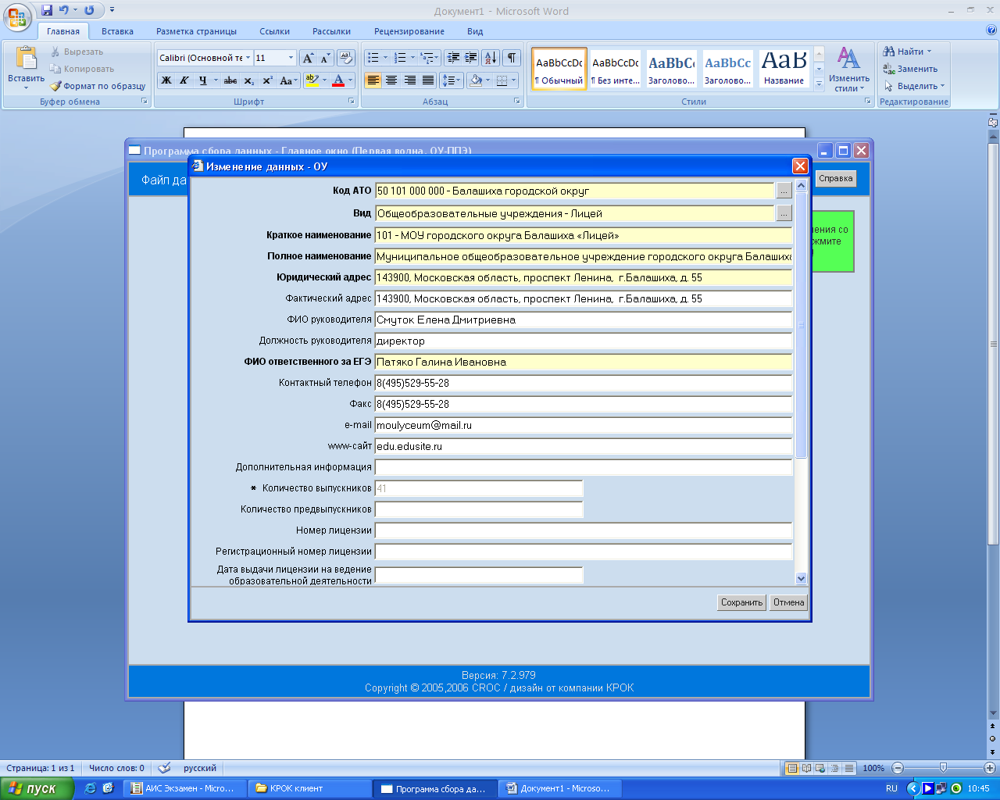 Документ1 - Microsoft Word
Главная Вставка Разметка страницы Ссылки Рассылки Рецензирование Вид
Вставить
Вырезать
Копировать
Формат по образцу
Буфер обмена
Calibri (Основной те 11
Ж К Ч abc x₂ x² Aa ab A
Шрифт
Абзац
AaBbCcDc AaBbCcDc AaBbCc AaBbCc AaB
¶ Обычный ¶ Без инте... Заголово... Заголово... Название
Изменить стили
Стили
Найти
Заменить
Выделить
Редактирование
Программа сбора данных - Главное окно (Первая волна, ОУ-ППЭ)
Файл да
Справка
ения со
жмите
Изменение данных - ОУ
Код АТО 50 101 000 000 - Балашиха городской округ ...
Вид Общеобразовательные учреждения - Лицей ...
Краткое наименование 101 - МОУ городского округа Балашиха «Лицей»
Полное наименование Муниципальное общеобразовательное учреждение городского округа Балашиха
Юридический адрес 143900, Московская область, проспект Ленина, г.Балашиха, д. 55
Фактический адрес 143900, Московская область, проспект Ленина, г.Балашиха, д. 55
ФИО руководителя Смуток Елена Дмитриевна
Должность руководителя директор
ФИО ответственного за ЕГЭ Патяко Галина Ивановна
Контактный телефон 8(495)529-55-28
Факс 8(495)529-55-28
e-mail moulyceum@mail.ru
www-сайт edu.edusite.ru
Дополнительная информация
* Количество выпускников 41
Количество предвыпускников
Номер лицензии
Регистрационный номер лицензии
Дата выдачи лицензии на ведение
образовательной деятельности
Сохранить Отмена
Версия: 7.2.979
Copyright © 2005,2006 CROC / дизайн от компании КРОК
Страница: 1 из 1 Число слов: 0 русский 100%
пуск АИС Экзамен - Micro... КРОК клиент Программа сбора да... Документ1 - Microso... RU 10:45